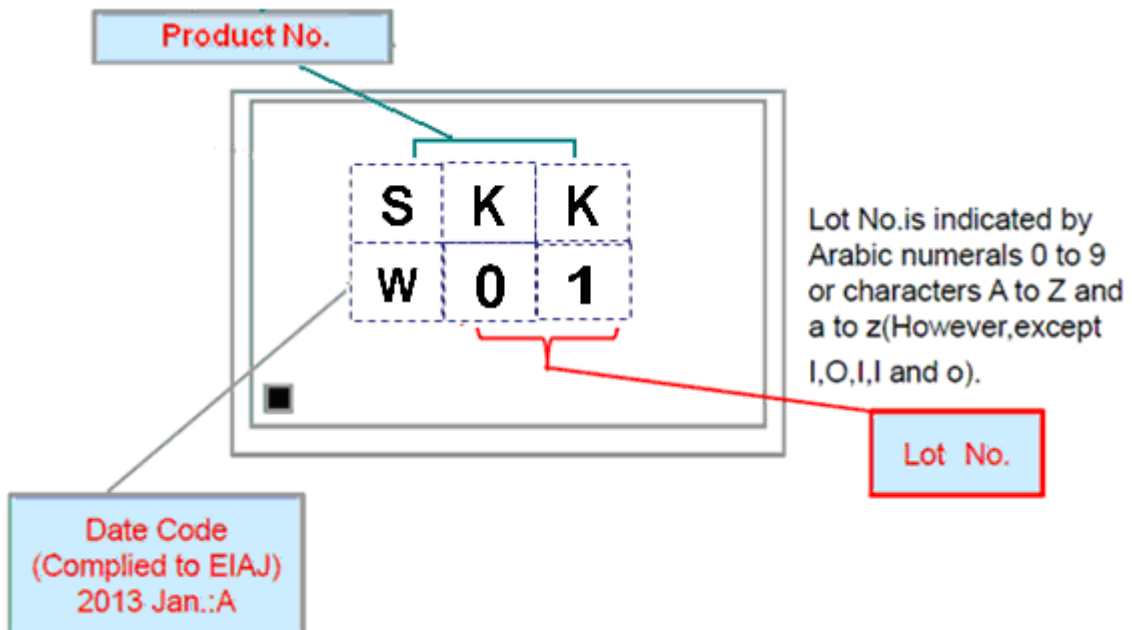 Product No.
S K K
W 0 1
Lot No.is indicated by
Arabic numerals 0 to 9
or characters A to Z and
a to z(However,except
I,O,I,I and o).
Lot No.
Date Code
(Complied to EIAJ)
2013 Jan.:A